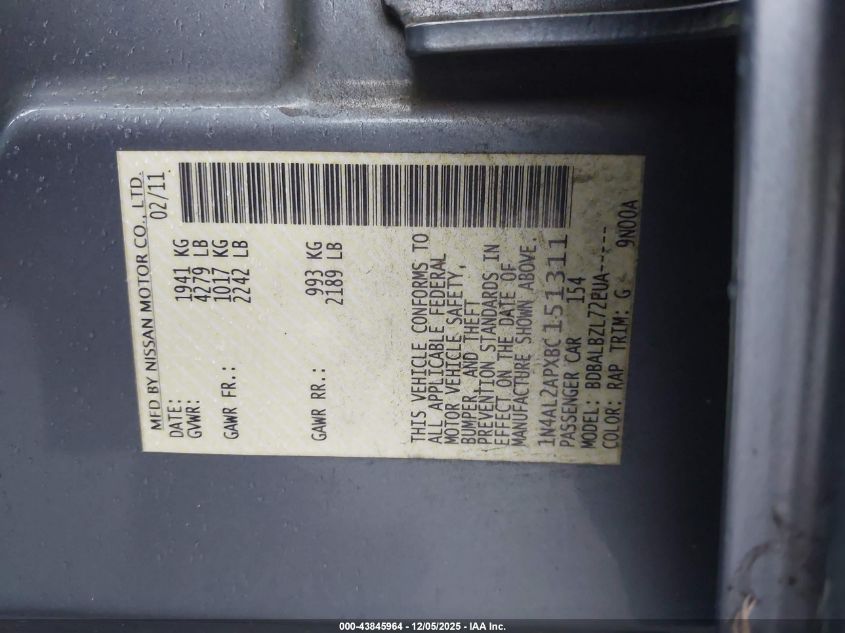 MFD BY NISSAN MOTOR CO., LTD.
DATE: 02/11
GVWR: 1941 KG
4279 LB
GAWR FR.: 1017 KG
2242 LB
GAWR RR.: 993 KG
2189 LB
THIS VEHICLE CONFORMS TO
ALL APPLICABLE FEDERAL
MOTOR VEHICLE SAFETY,
BUMPER, AND THEFT
PREVENTION STANDARDS IN
EFFECT ON THE DATE OF
MANUFACTURE SHOWN ABOVE.
1N4AL2APXBC151311
PASSENGER CAR 154
MODEL: BDBALBZL72EUA-----
COLOR: RAP TRIM: G 9N00A
000-43845964 - 12/05/2025 - IAA Inc.